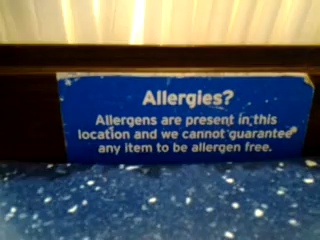 Allergies?
Allergens are present in this
location and we cannot guarantee
any item to be allergen free.